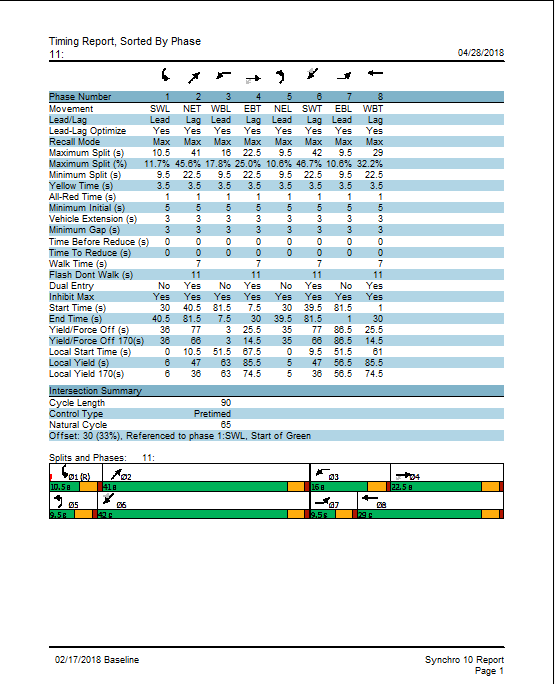 Timing Report, Sorted By Phase
11: 04/28/2018
Phase Number 1 2 3 4 5 6 7 8
Movement SWL NET WBL EBT NEL SWT EBL WBT
Lead/Lag Lead Lag Lead Lag Lead Lag Lead Lag
Lead-Lag Optimize Yes Yes Yes Yes Yes Yes Yes Yes
Recall Mode Max Max Max Max Max Max Max Max
Maximum Split (s) 10.5 41 16 22.5 9.5 42 9.5 29
Maximum Split (%) 11.7% 45.6% 17.8% 25.0% 10.6% 46.7% 10.6% 32.2%
Minimum Split (s) 9.5 22.5 9.5 22.5 9.5 22.5 9.5 22.5
Yellow Time (s) 3.5 3.5 3.5 3.5 3.5 3.5 3.5 3.5
All-Red Time (s) 1 1 1 1 1 1 1 1
Minimum Initial (s) 5 5 5 5 5 5 5 5
Vehicle Extension (s) 3 3 3 3 3 3 3 3
Minimum Gap (s) 3 3 3 3 3 3 3 3
Time Before Reduce (s) 0 0 0 0 0 0 0 0
Time To Reduce (s) 0 0 0 0 0 0 0 0
Walk Time (s) 7 7 7 7
Flash Dont Walk (s) 11 11 11 11
Dual Entry No Yes No Yes No Yes No Yes
Inhibit Max Yes Yes Yes Yes Yes Yes Yes Yes
Start Time (s) 30 40.5 81.5 7.5 30 39.5 81.5 1
End Time (s) 40.5 81.5 7.5 30 39.5 81.5 1 30
Yield/Force Off (s) 36 77 3 25.5 35 77 86.5 25.5
Yield/Force Off 170(s) 36 66 3 14.5 35 66 86.5 14.5
Local Start Time (s) 0 10.5 51.5 67.5 0 9.5 51.5 61
Local Yield (s) 6 47 63 85.5 5 47 56.5 85.5
Local Yield 170(s) 6 36 63 74.5 5 36 56.5 74.5
Intersection Summary
Cycle Length 90
Control Type Pretimed
Natural Cycle 65
Offset: 30 (33%), Referenced to phase 1:SWL, Start of Green
Splits and Phases: 11:
Ø1 (R) Ø2 Ø3 Ø4
10.5 s 41 s 16 s 22.5 s
Ø5 Ø6 Ø7 Ø8
9.5 s 42 s 9.5 s 29 s
02/17/2018 Baseline Synchro 10 Report
Page 1